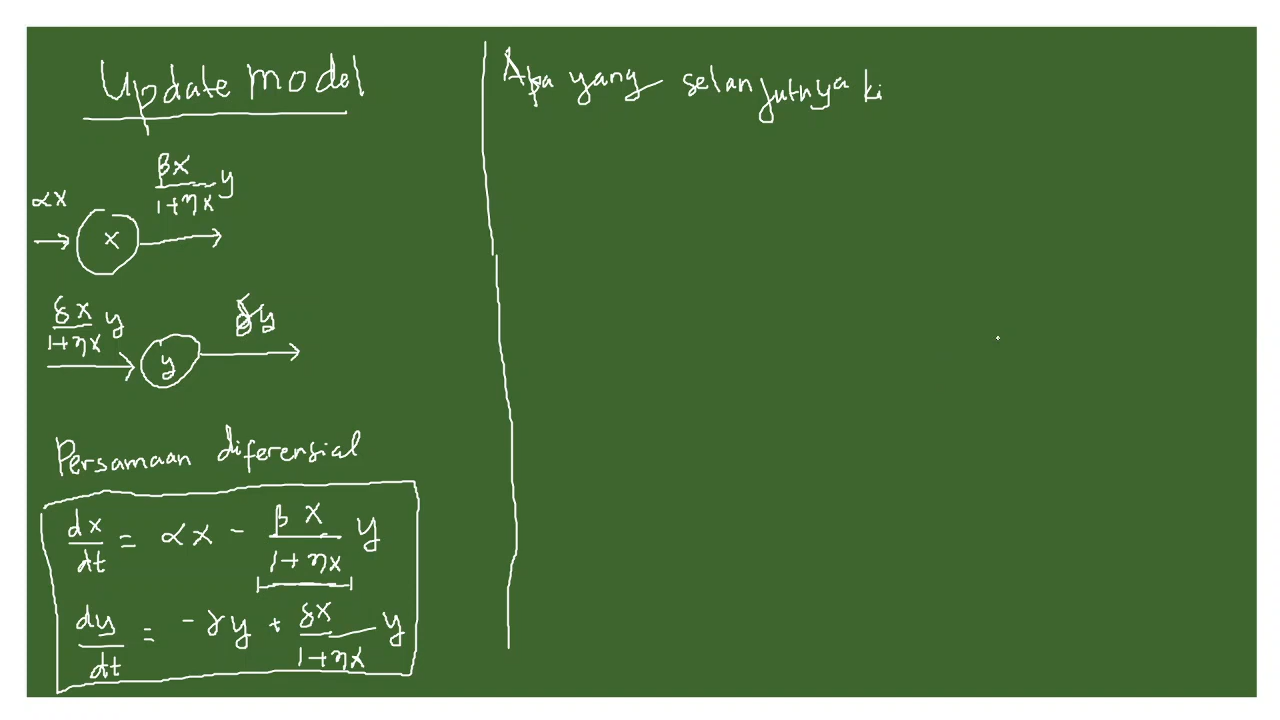 Update model
αx
βx
1+ηx y
x
δx
1+ηx y
γy
y
Persamaan diferensial
dx/dt = αx - βx/1+ηx y
dy/dt = -γy + δx/1+ηx y
Apa yang selanjutnya ki